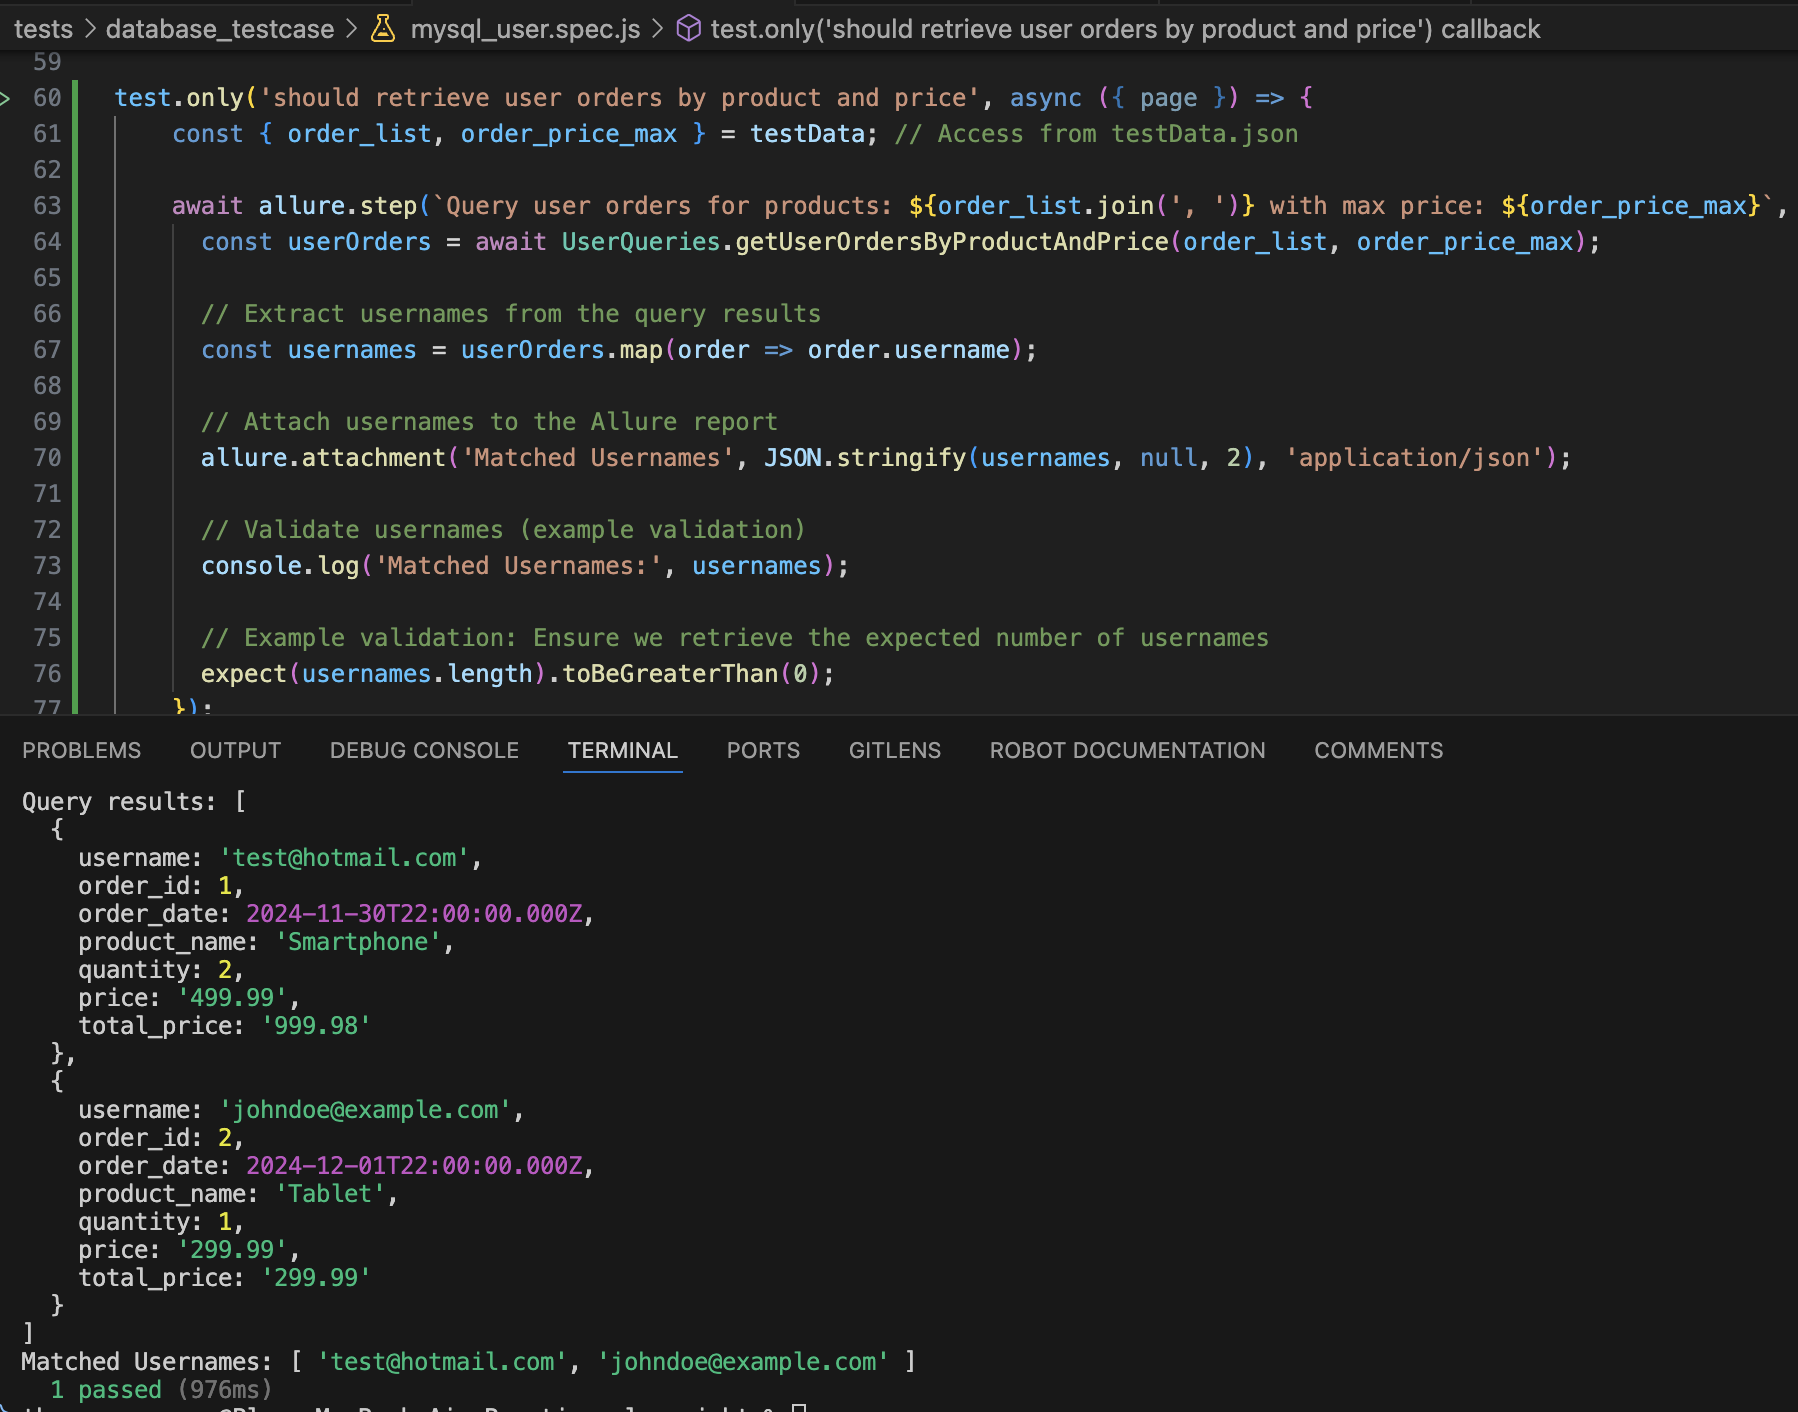 tests > database_testcase > mysql_user.spec.js > test.only('should retrieve user orders by product and price') callback
59
60 test.only('should retrieve user orders by product and price', async ({ page }) => {
61 const { order_list, order_price_max } = testData; // Access from testData.json
62
63 await allure.step(`Query user orders for products: ${order_list.join(', ')} with max price: ${order_price_max}`,
64 const userOrders = await UserQueries.getUserOrdersByProductAndPrice(order_list, order_price_max);
65
66 // Extract usernames from the query results
67 const usernames = userOrders.map(order => order.username);
68
69 // Attach usernames to the Allure report
70 allure.attachment('Matched Usernames', JSON.stringify(usernames, null, 2), 'application/json');
71
72 // Validate usernames (example validation)
73 console.log('Matched Usernames:', usernames);
74
75 // Example validation: Ensure we retrieve the expected number of usernames
76 expect(usernames.length).toBeGreaterThan(0);
77 });
PROBLEMS OUTPUT DEBUG CONSOLE TERMINAL PORTS GITLENS ROBOT DOCUMENTATION COMMENTS
Query results: [
{
username: 'test@hotmail.com',
order_id: 1,
order_date: 2024-11-30T22:00:00.000Z,
product_name: 'Smartphone',
quantity: 2,
price: '499.99',
total_price: '999.98'
},
{
username: 'johndoe@example.com',
order_id: 2,
order_date: 2024-12-01T22:00:00.000Z,
product_name: 'Tablet',
quantity: 1,
price: '299.99',
total_price: '299.99'
}
]
Matched Usernames: [ 'test@hotmail.com', 'johndoe@example.com' ]
1 passed (976ms)